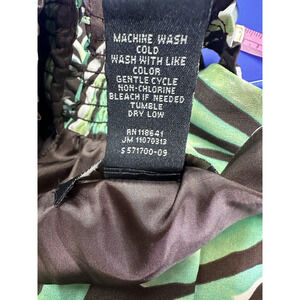 MACHINE WASH
COLD
WASH WITH LIKE
COLOR
GENTLE CYCLE
NON-CHLORINE
BLEACH IF NEEDED
TUMBLE
DRY LOW
RN 118641
JM 11070313
S 571700-09